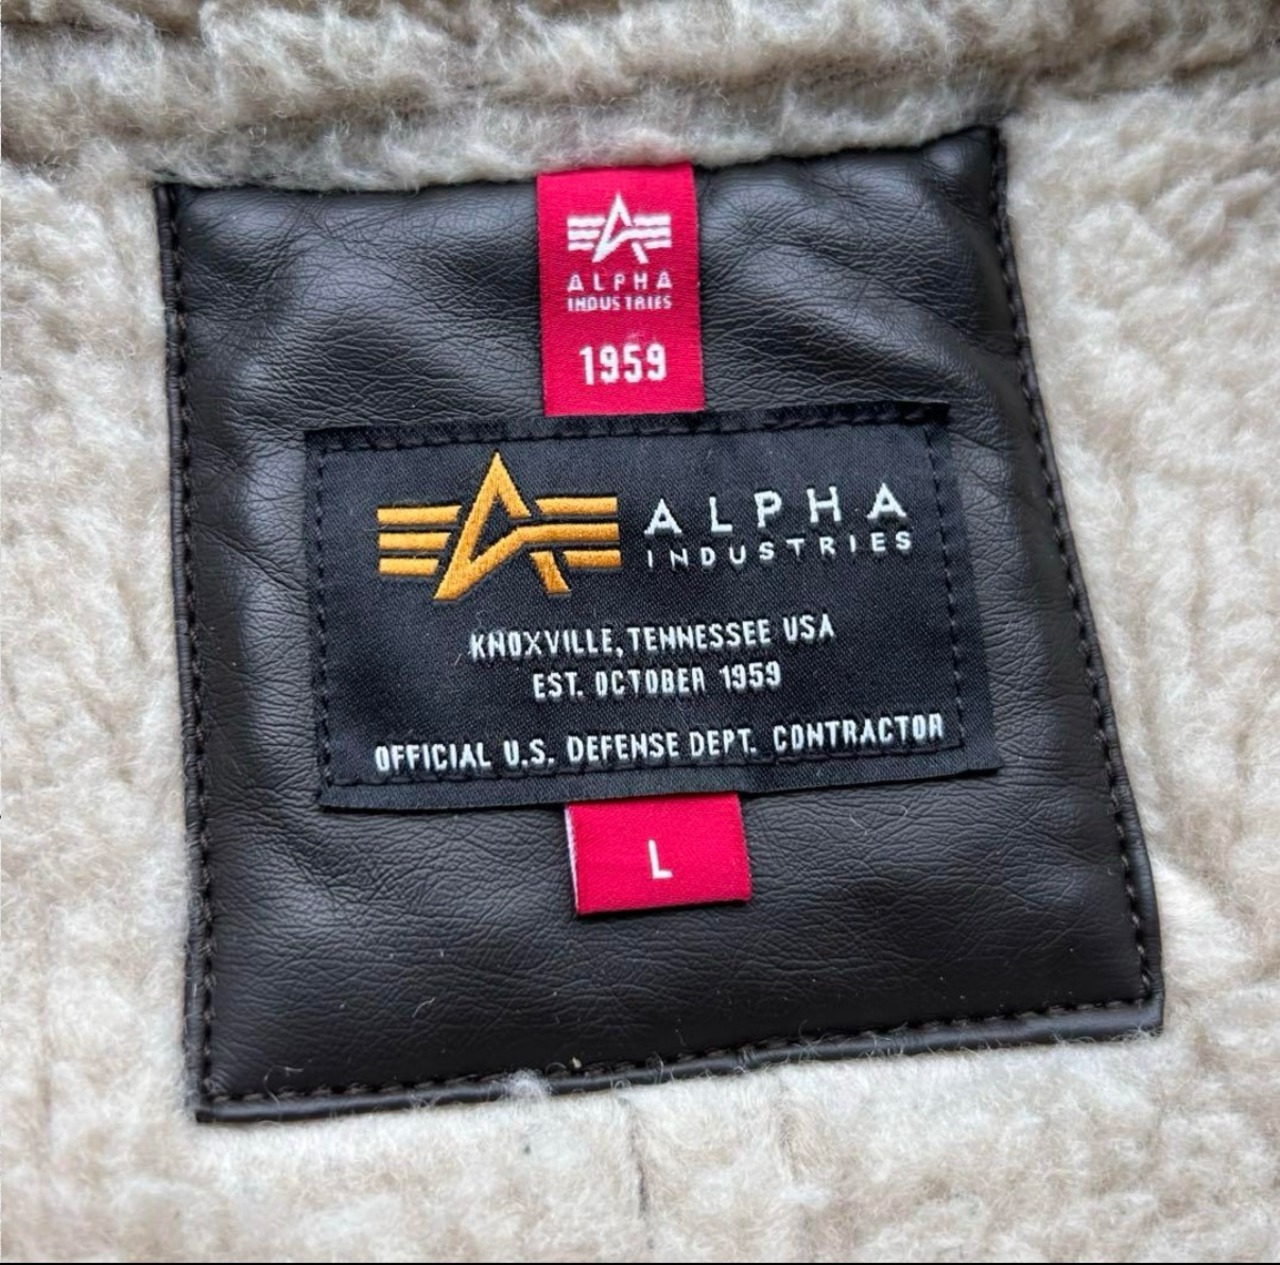 ALPHA
INDUSTRIES
1959
ALPHA
INDUSTRIES
KNOXVILLE, TENNESSEE USA
EST. OCTOBER 1959
OFFICIAL U.S. DEFENSE DEPT. CONTRACTOR
L